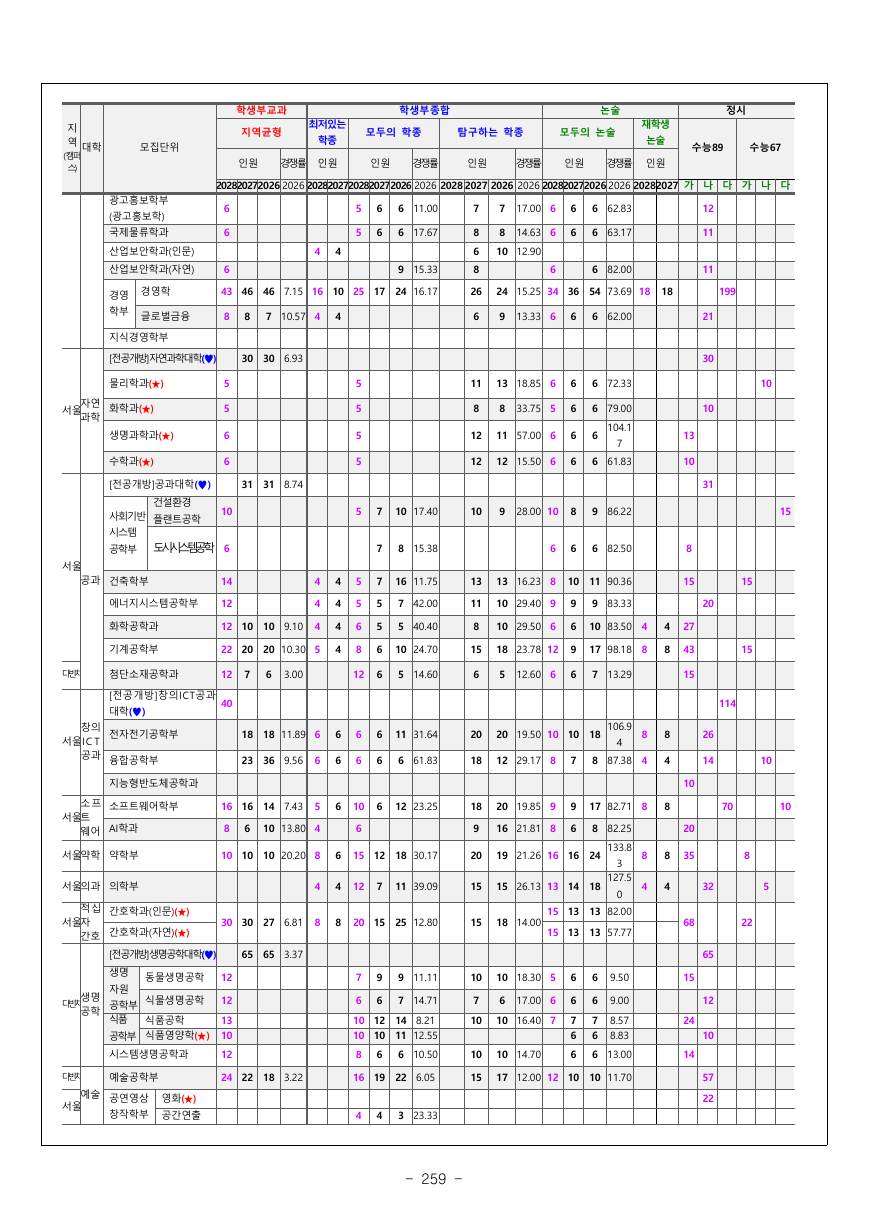 학생부교과 학생부종합 논술 정시
지역(캠퍼스) 대학 모집단위 지역균형 최저있는 학종 모두의 학종 탐구하는 학종 모두의 논술 재학생 논술 수능89 수능67
인원 경쟁률 인원 인원 경쟁률 인원 경쟁률 인원 경쟁률 인원
2028 2027 2026 2026 2028 2027 2028 2027 2026 2026 2028 2027 2026 2026 2028 2027 2026 2026 2028 2027 가 나 다 가 나 다
광고홍보학부 (광고홍보학) 6 5 6 6 11.00 7 7 17.00 6 6 6 62.83 12
국제물류학과 6 5 6 6 17.67 8 8 14.63 6 6 6 63.17 11
산업보안학과(인문) 4 4 6 10 12.90
산업보안학과(자연) 6 9 15.33 8 6 6 82.00 11
경영학부 경영학 43 46 46 7.15 16 10 25 17 24 16.17 26 24 15.25 34 36 54 73.69 18 18 199
글로벌금융 8 8 7 10.57 4 4 6 9 13.33 6 6 6 62.00 21
지식경영학부
서울 자연과학 [전공개방]자연과학대학(♥) 30 30 6.93 30
물리학과(★) 5 5 11 13 18.85 6 6 6 72.33 10
화학과(★) 5 5 8 8 33.75 5 6 6 79.00 10
생명과학과(★) 6 5 12 11 57.00 6 6 6 104.17 13
수학과(★) 6 5 12 12 15.50 6 6 6 61.83 10
서울 공과 [전공개방]공과대학(♥) 31 31 8.74 31
사회기반시스템공학부 건설환경플랜트공학 10 5 7 10 17.40 10 9 28.00 10 8 9 86.22 15
도시시스템공학 6 7 8 15.38 6 6 6 82.50 8
건축학부 14 4 4 5 7 16 11.75 13 13 16.23 8 10 11 90.36 15 15
에너지시스템공학부 12 4 4 5 5 7 42.00 11 10 29.40 9 9 9 83.33 20
화학공학과 12 10 10 9.10 4 4 6 5 5 40.40 8 10 29.50 6 6 10 83.50 4 4 27
기계공학부 22 20 20 10.30 5 4 8 6 10 24.70 15 18 23.78 12 9 17 98.18 8 8 43 15
다빈치 첨단소재공학과 12 7 6 3.00 12 6 5 14.60 6 5 12.60 6 6 7 13.29 15
서울 창의ICT공과 [전공개방]창의ICT공과대학(♥) 40 114
전자전기공학부 18 18 11.89 6 6 6 6 11 31.64 20 20 19.50 10 10 18 106.94 8 8 26
융합공학부 23 36 9.56 6 6 6 6 6 61.83 18 12 29.17 8 7 8 87.38 4 4 14 10
지능형반도체공학과 10
서울 소프트웨어 소프트웨어학부 16 16 14 7.43 5 6 10 6 12 23.25 18 20 19.85 9 9 17 82.71 8 8 70 10
AI학과 8 6 10 13.80 4 6 9 16 21.81 8 6 8 82.25 20
서울 약학 약학부 10 10 10 20.20 8 6 15 12 18 30.17 20 19 21.26 16 16 24 133.83 8 8 35 8
서울 의과 의학부 4 4 12 7 11 39.09 15 15 26.13 13 14 18 127.50 4 4 32 5
서울 적십자간호 간호학과(인문)(★) 30 30 27 6.81 8 8 20 15 25 12.80 15 18 14.00 15 13 13 82.00 68 22
간호학과(자연)(★) 15 13 13 57.77
다빈치 생명공학 [전공개방]생명공학대학(♥) 65 65 3.37 65
생명자원공학부 동물생명공학 12 7 9 9 11.11 10 10 18.30 5 6 6 9.50 15
식물생명공학 12 6 6 7 14.71 7 6 17.00 6 6 6 9.00 12
식품공학부 식품공학 13 10 12 14 8.21 10 10 16.40 7 7 7 8.57 24
식품영양학(★) 10 10 10 11 12.55 6 6 8.83 10
시스템생명공학과 12 8 6 6 10.50 10 10 14.70 6 6 13.00 14
다빈치 예술 예술공학부 24 22 18 3.22 16 19 22 6.05 15 17 12.00 12 10 10 11.70 57
서울 공연영상창작학부 영화(★) 22
공간연출 4 4 3 23.33
- 259 -